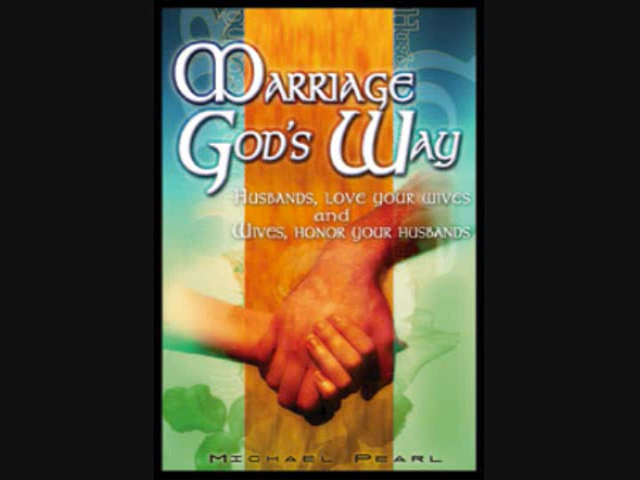 Marriage
God's Way
Husbands, love your wives
and
Wives, honor your husbands
Michael Pearl